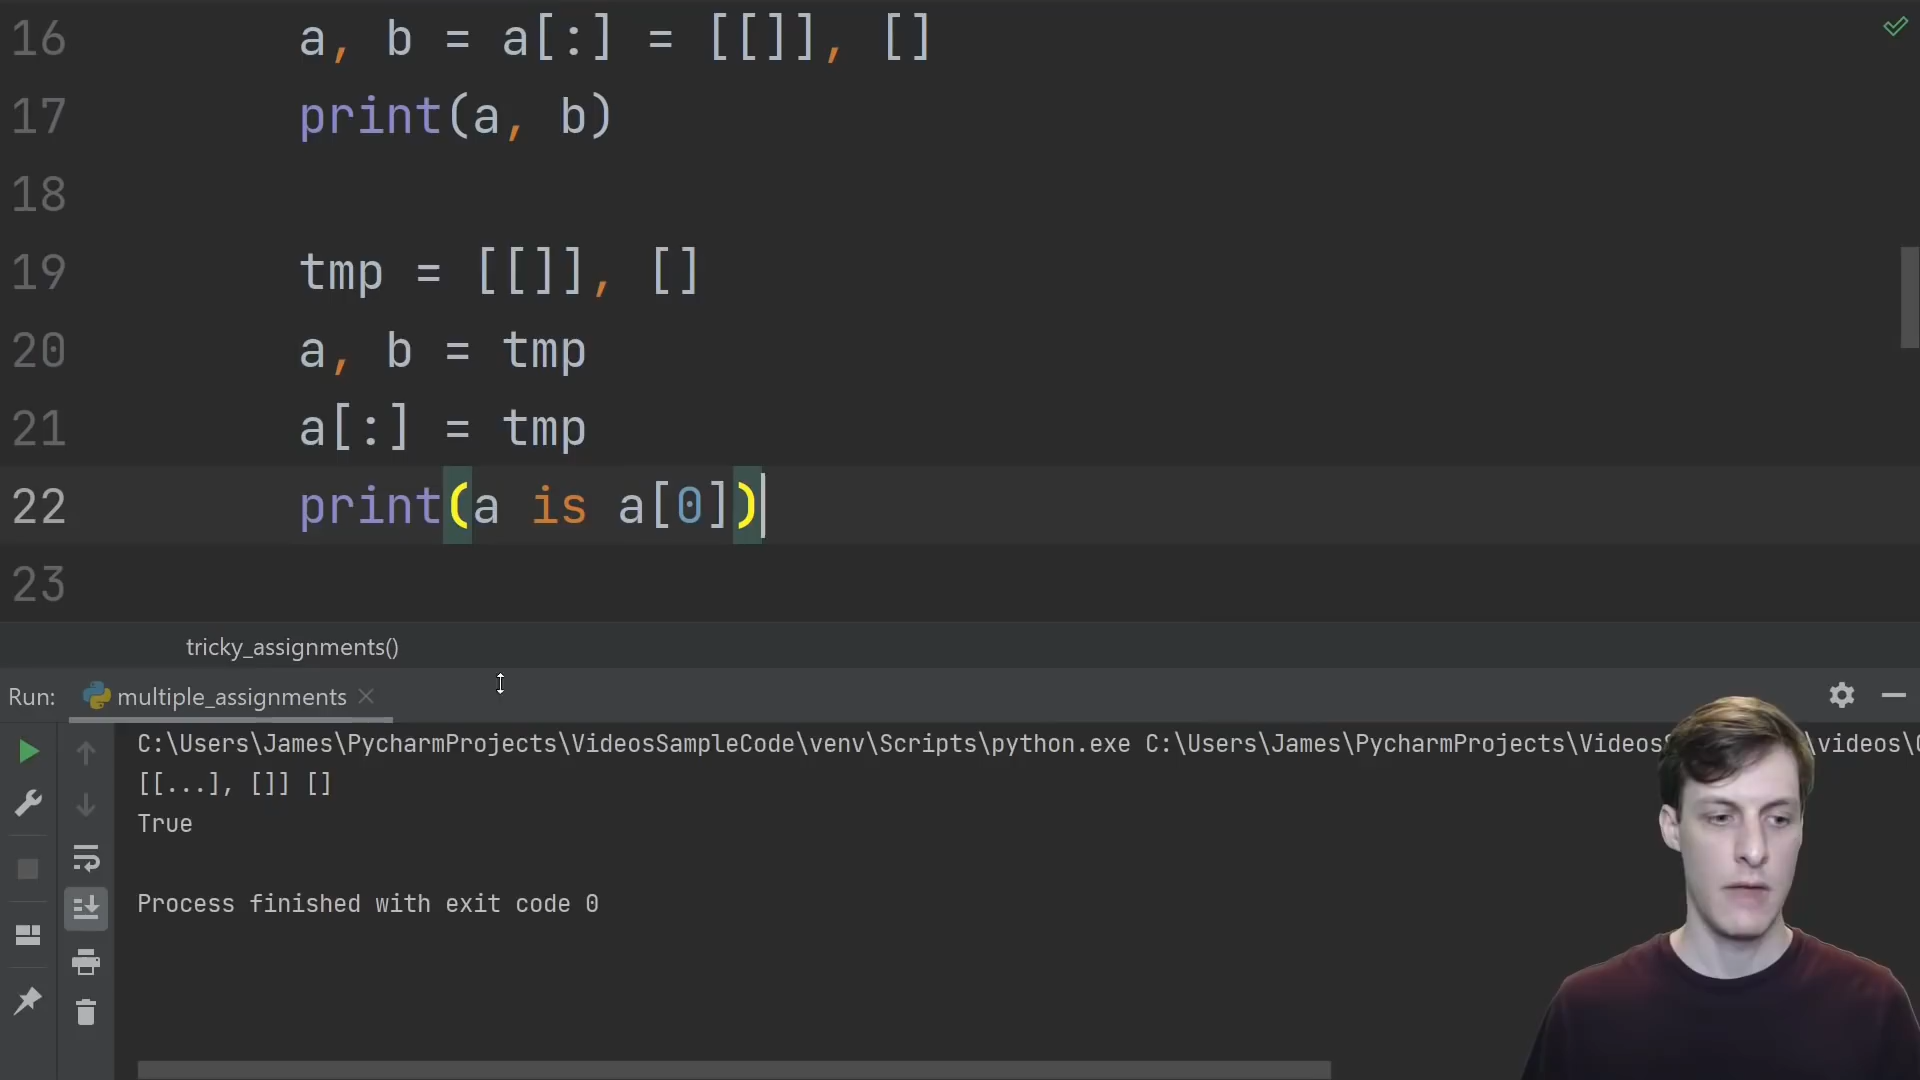 16 a, b = a[:] = [[]], []
17 print(a, b)
18
19 tmp = [[]], []
20 a, b = tmp
21 a[:] = tmp
22 print(a is a[0])
23
tricky_assignments()
Run: multiple_assignments
C:\Users\James\PycharmProjects\VideosSampleCode\venv\Scripts\python.exe C:\Users\James\PycharmProjects\Videos \videos\
[[...], []] []
True
Process finished with exit code 0